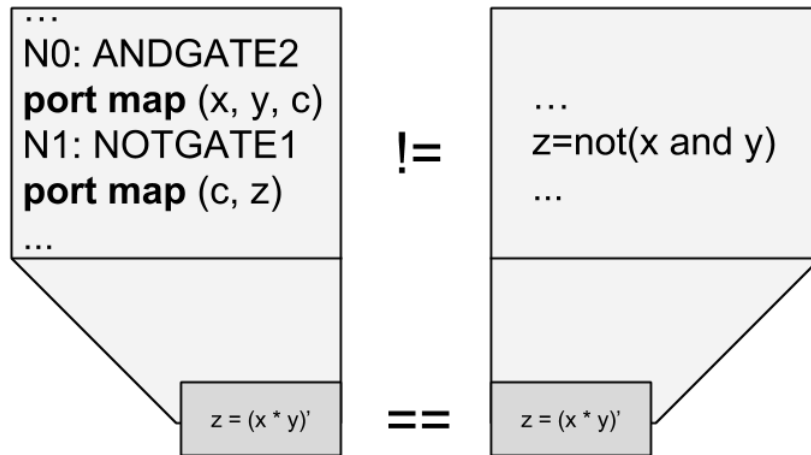 ...
N0: ANDGATE2
port map (x, y, c)
N1: NOTGATE1
port map (c, z)
...
!=
...
z=not(x and y)
...
z = (x * y)’
==
z = (x * y)’